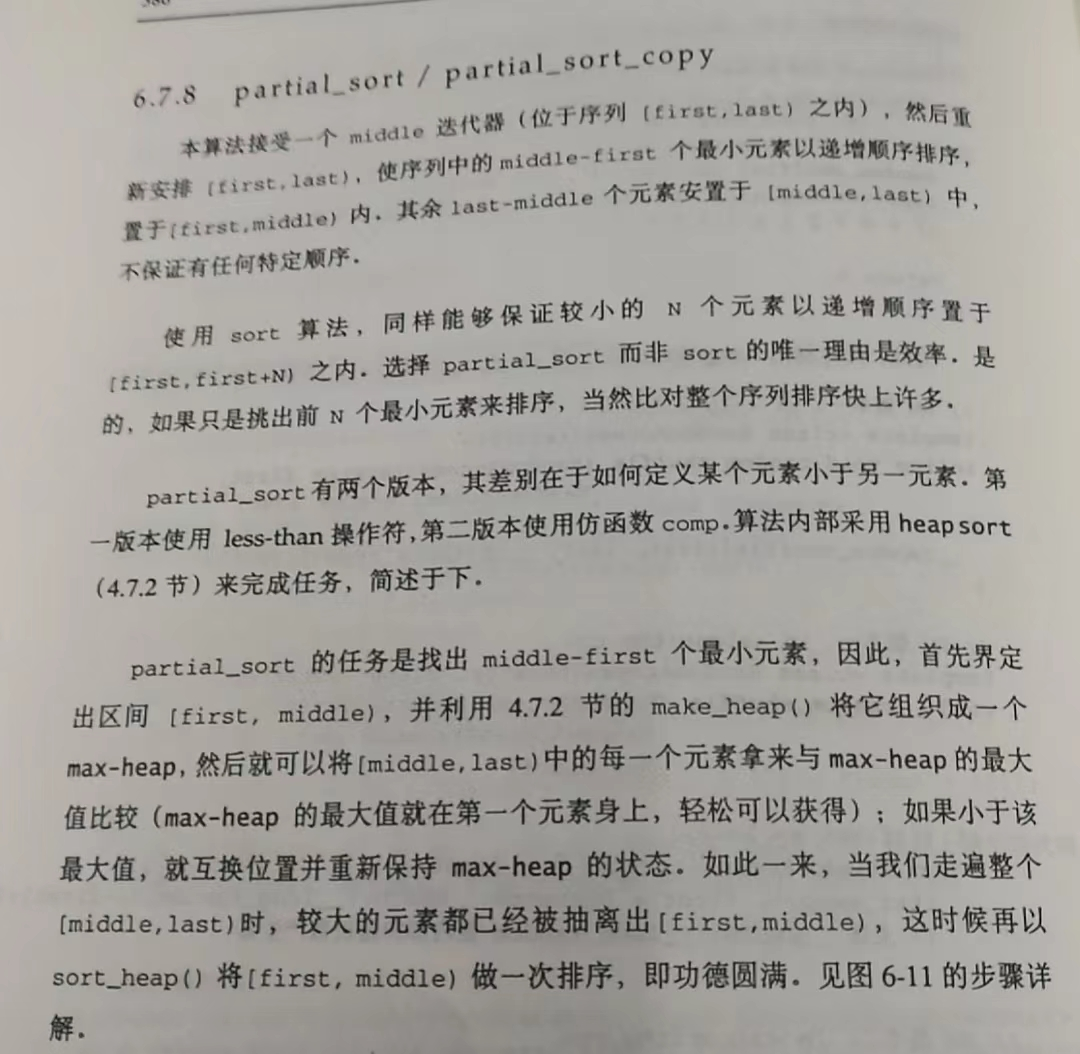 6.7.8 partial_sort / partial_sort_copy
本算法接受一个 middle 迭代器（位于序列 [first,last) 之内），然后重
新安排 [first,last)，使序列中的 middle-first 个最小元素以递增顺序排序，
置于[first,middle) 内．其余 last-middle 个元素安置于 [middle,last) 中，
不保证有任何特定顺序．
使用 sort 算法，同样能够保证较小的 N 个元素以递增顺序置于
[first,first+N) 之内．选择 partial_sort 而非 sort 的唯一理由是效率．是
的，如果只是挑出前 N 个最小元素来排序，当然比对整个序列排序快上许多．
partial_sort 有两个版本，其差别在于如何定义某个元素小于另一元素．第
一版本使用 less-than 操作符，第二版本使用仿函数 comp．算法内部采用 heap sort
（4.7.2 节）来完成任务，简述于下．
partial_sort 的任务是找出 middle-first 个最小元素，因此，首先界定
出区间 [first, middle)，并利用 4.7.2 节的 make_heap() 将它组织成一个
max-heap，然后就可以将[middle,last)中的每一个元素拿来与 max-heap 的最大
值比较（max-heap 的最大值就在第一个元素身上，轻松可以获得）；如果小于该
最大值，就互换位置并重新保持 max-heap 的状态．如此一来，当我们走遍整个
[middle,last)时，较大的元素都已经被抽离出[first,middle)，这时候再以
sort_heap() 将[first, middle) 做一次排序，即功德圆满．见图 6-11 的步骤详
解．